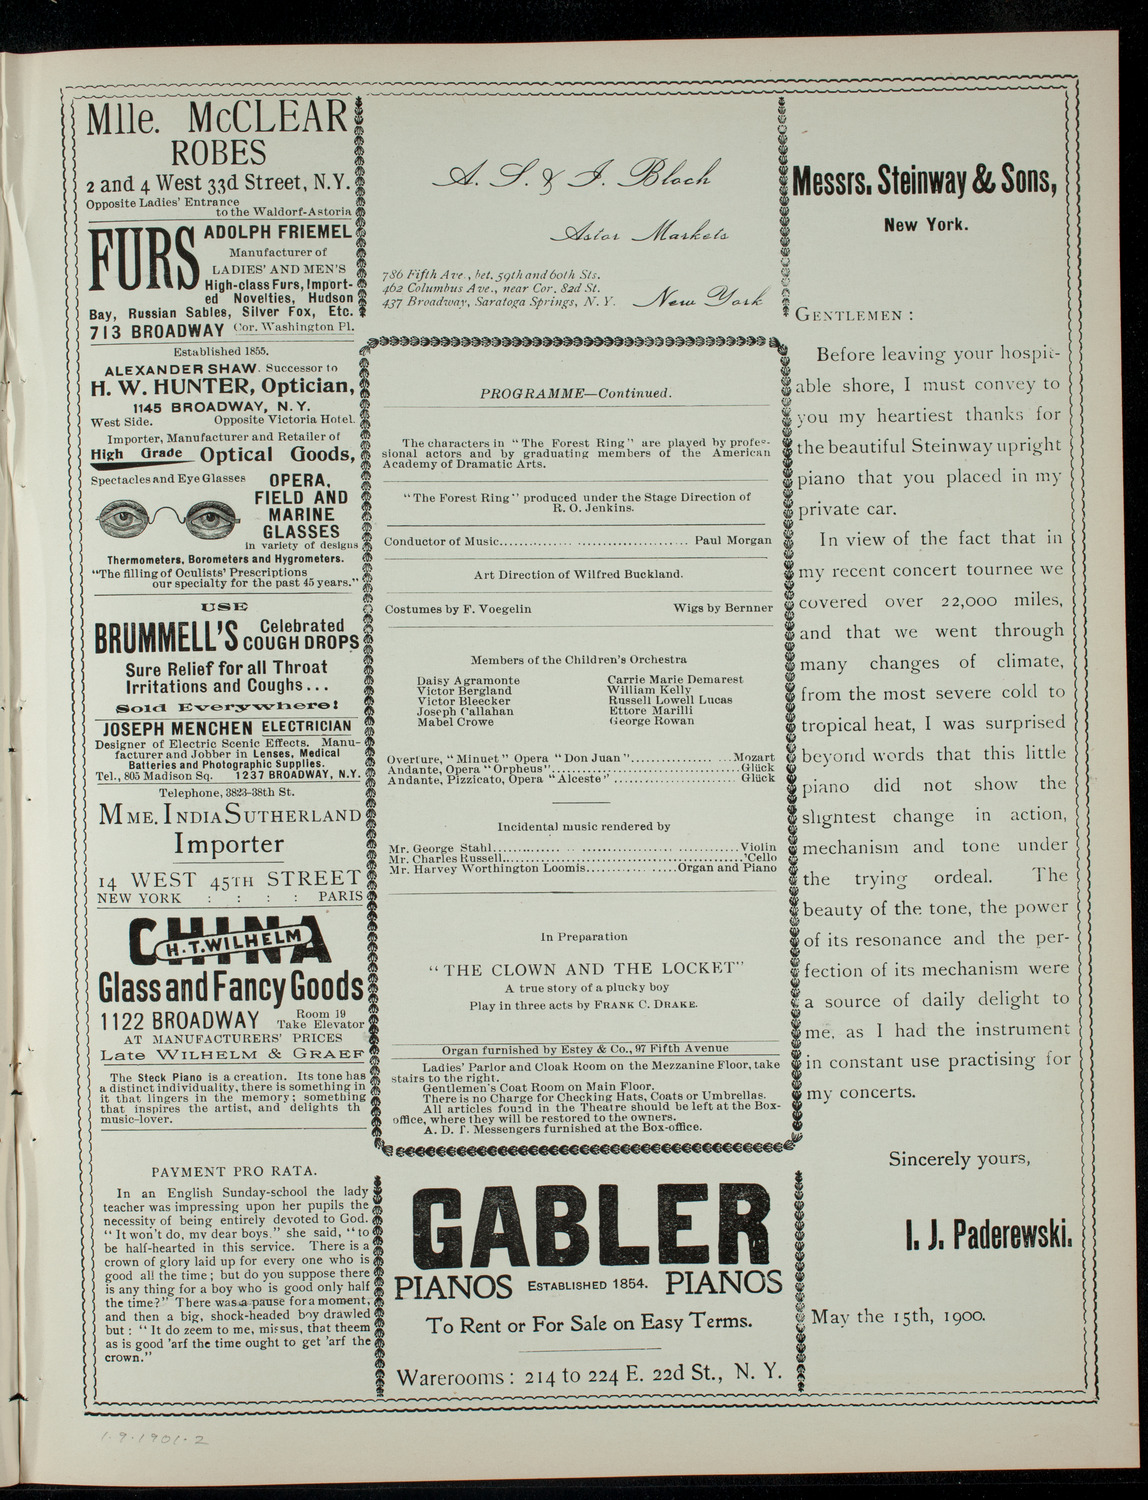 Mlle. McCLEAR
ROBES
2 and 4 West 33d Street, N.Y.
Opposite Ladies' Entrance
to the Waldorf-Astoria
FURS
ADOLPH FRIEMEL
Manufacturer of
LADIES' AND MEN'S
High-class Furs, Import-
ed Novelties, Hudson
Bay, Russian Sables, Silver Fox, Etc.
713 BROADWAY Cor. Washington Pl.
Established 1855.
ALEXANDER SHAW. Successor to
H. W. HUNTER, Optician,
1145 BROADWAY, N.Y.
West Side. Opposite Victoria Hotel.
Importer, Manufacturer and Retailer of
High Grade Optical Goods,
Spectacles and Eye Glasses
OPERA,
FIELD AND
MARINE
GLASSES
in variety of designs
Thermometers, Borometers and Hygrometers.
"The filling of Oculists' Prescriptions
our specialty for the past 45 years."
USE
BRUMMELL'S Celebrated
COUGH DROPS
Sure Relief for all Throat
Irritations and Coughs...
Sold Everywhere!
JOSEPH MENCHEN ELECTRICIAN
Designer of Electric Scenic Effects. Manu-
facturer and Jobber in Lenses, Medical
Batteries and Photographic Supplies.
Tel., 805 Madison Sq. 1237 BROADWAY, N.Y.
Telephone, 3823-38th St.
MME. INDIA SUTHERLAND
Importer
14 WEST 45TH STREET
NEW YORK : : : : PARIS
CHINA
H.T. WILHELM
Glass and Fancy Goods
1122 BROADWAY Room 19
Take Elevator
AT MANUFACTURERS' PRICES
Late WILHELM & GRAEF
The Steck Piano is a creation. Its tone has
a distinct individuality, there is something in
it that lingers in the memory; something
that inspires the artist, and delights th
music-lover.
PAYMENT PRO RATA.
In an English Sunday-school the lady
teacher was impressing upon her pupils the
necessity of being entirely devoted to God.
"It won't do, my dear boys." she said, "to
be half-hearted in this service. There is a
crown of glory laid up for every one who is
good all the time; but do you suppose there
is any thing for a boy who is good only half
the time?" There was a pause for a moment,
and then a big, shock-headed boy drawled
but: "It do zeem to me, missus, that theem
as is good 'arf the time ought to get 'arf the
crown."
A. S. & J. Bloch
Astor Markets
786 Fifth Ave., bet. 59th and 60th Sts.
462 Columbus Ave., near Cor. 82d St.
437 Broadway, Saratoga Springs, N. Y.
New York
PROGRAMME—Continued.
The characters in "The Forest Ring" are played by profes-
sional actors and by graduating members of the American
Academy of Dramatic Arts.
"The Forest Ring" produced under the Stage Direction of
R. O. Jenkins.
Conductor of Music.................................... Paul Morgan
Art Direction of Wilfred Buckland.
Costumes by F. Voegelin Wigs by Bernner
Members of the Children's Orchestra
Daisy Agramonte Carrie Marie Demarest
Victor Bergland William Kelly
Victor Bleecker Russell Lowell Lucas
Joseph Callahan Ettore Marilli
Mabel Crowe George Rowan
Overture, "Minuet" Opera "Don Juan"...................Mozart
Andante, Opera "Orpheus"...................................Glück
Andante, Pizzicato, Opera "Alceste"........................Glück
Incidental music rendered by
Mr. George Stahl................................................Violin
Mr. Charles Russell.............................................'Cello
Mr. Harvey Worthington Loomis.................Organ and Piano
In Preparation
"THE CLOWN AND THE LOCKET"
A true story of a plucky boy
Play in three acts by FRANK C. DRAKE.
Organ furnished by Estey & Co., 97 Fifth Avenue
Ladies' Parlor and Cloak Room on the Mezzanine Floor, take
stairs to the right.
Gentlemen's Coat Room on Main Floor.
There is no Charge for Checking Hats, Coats or Umbrellas.
All articles found in the Theatre should be left at the Box-
office, where they will be restored to the owners.
A. D. T. Messengers furnished at the Box-office.
GABLER
PIANOS ESTABLISHED 1854. PIANOS
To Rent or For Sale on Easy Terms.
Warerooms: 214 to 224 E. 22d St., N. Y.
Messrs. Steinway & Sons,
New York.
GENTLEMEN:
Before leaving your hospit-
able shore, I must convey to
you my heartiest thanks for
the beautiful Steinway upright
piano that you placed in my
private car.
In view of the fact that in
my recent concert tournee we
covered over 22,000 miles,
and that we went through
many changes of climate,
from the most severe cold to
tropical heat, I was surprised
beyond words that this little
piano did not show the
slightest change in action,
mechanism and tone under
the trying ordeal. The
beauty of the tone, the power
of its resonance and the per-
fection of its mechanism were
a source of daily delight to
me, as I had the instrument
in constant use practising for
my concerts.
Sincerely yours,
I. J. Paderewski.
May the 15th, 1900.
1.9.1901.2